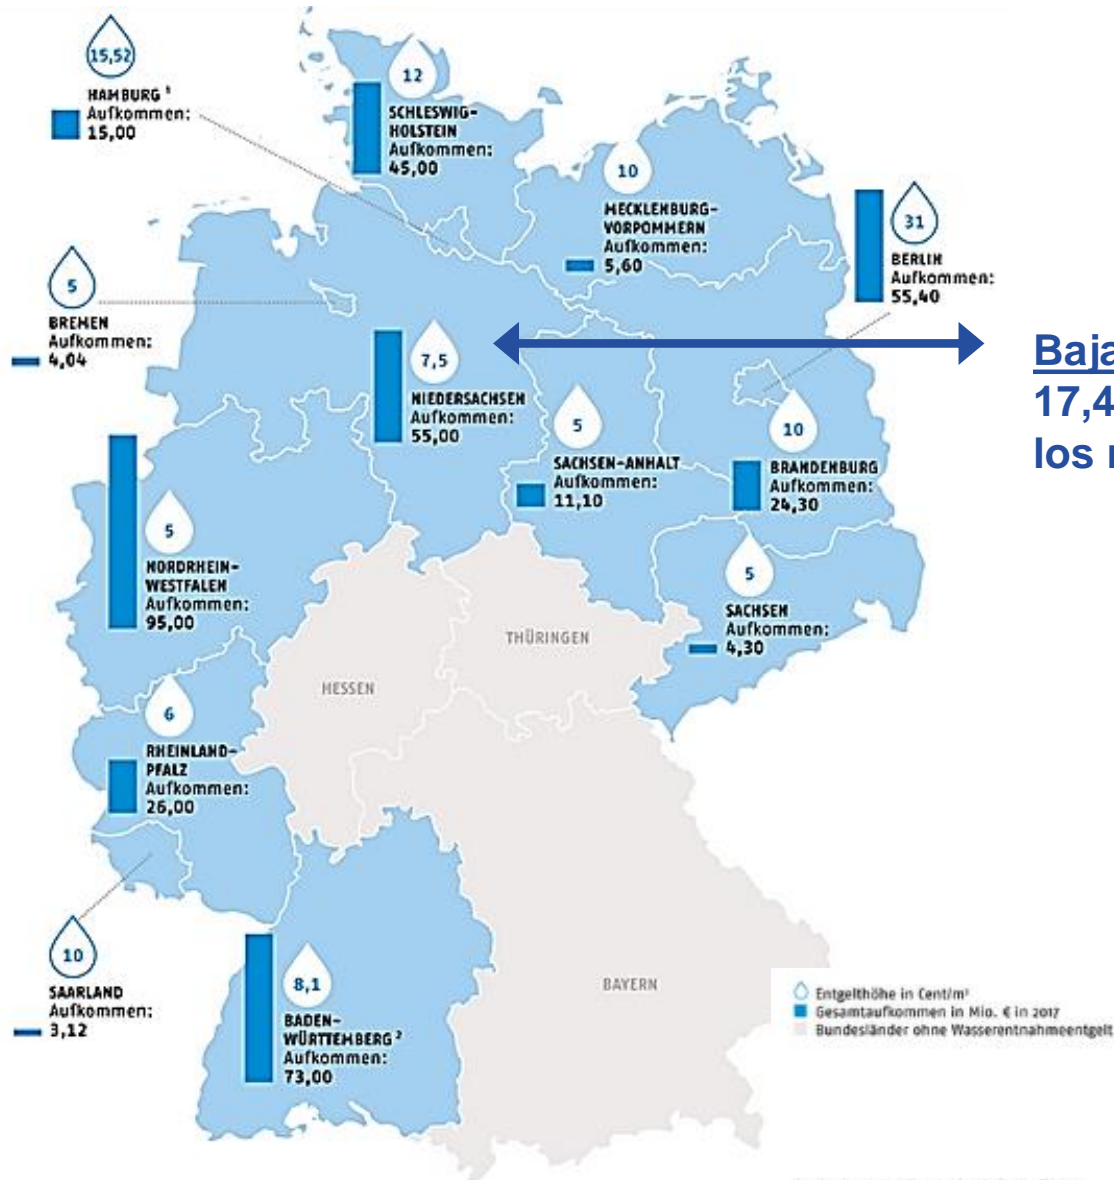 15,52
HAMBURG ¹
Aufkommen:
15,00
12
SCHLESWIG-
HOLSTEIN
Aufkommen:
45,00
10
MECKLENBURG-
VORPOMMERN
Aufkommen:
5,60
31
BERLIN
Aufkommen:
55,40
5
BREMEN
Aufkommen:
4,04
7,5
NIEDERSACHSEN
Aufkommen:
55,00
17,4
los
5
SACHSEN-ANHALT
Aufkommen:
11,10
10
BRANDENBURG
Aufkommen:
24,30
5
NORDRHEIN-
WESTFALEN
Aufkommen:
95,00
5
SACHSEN
Aufkommen:
4,30
THÜRINGEN
HESSEN
6
RHEINLAND-
PFALZ
Aufkommen:
26,00
10
SAARLAND
Aufkommen:
3,12
8,1
BADEN-
WÜRTTEMBERG ²
Aufkommen:
73,00
BAYERN
Entgelthöhe in Cent/m³
Gesamtaufkommen in Mio. € in 2017
Bundesländer ohne Wasserentnahmeentgelt